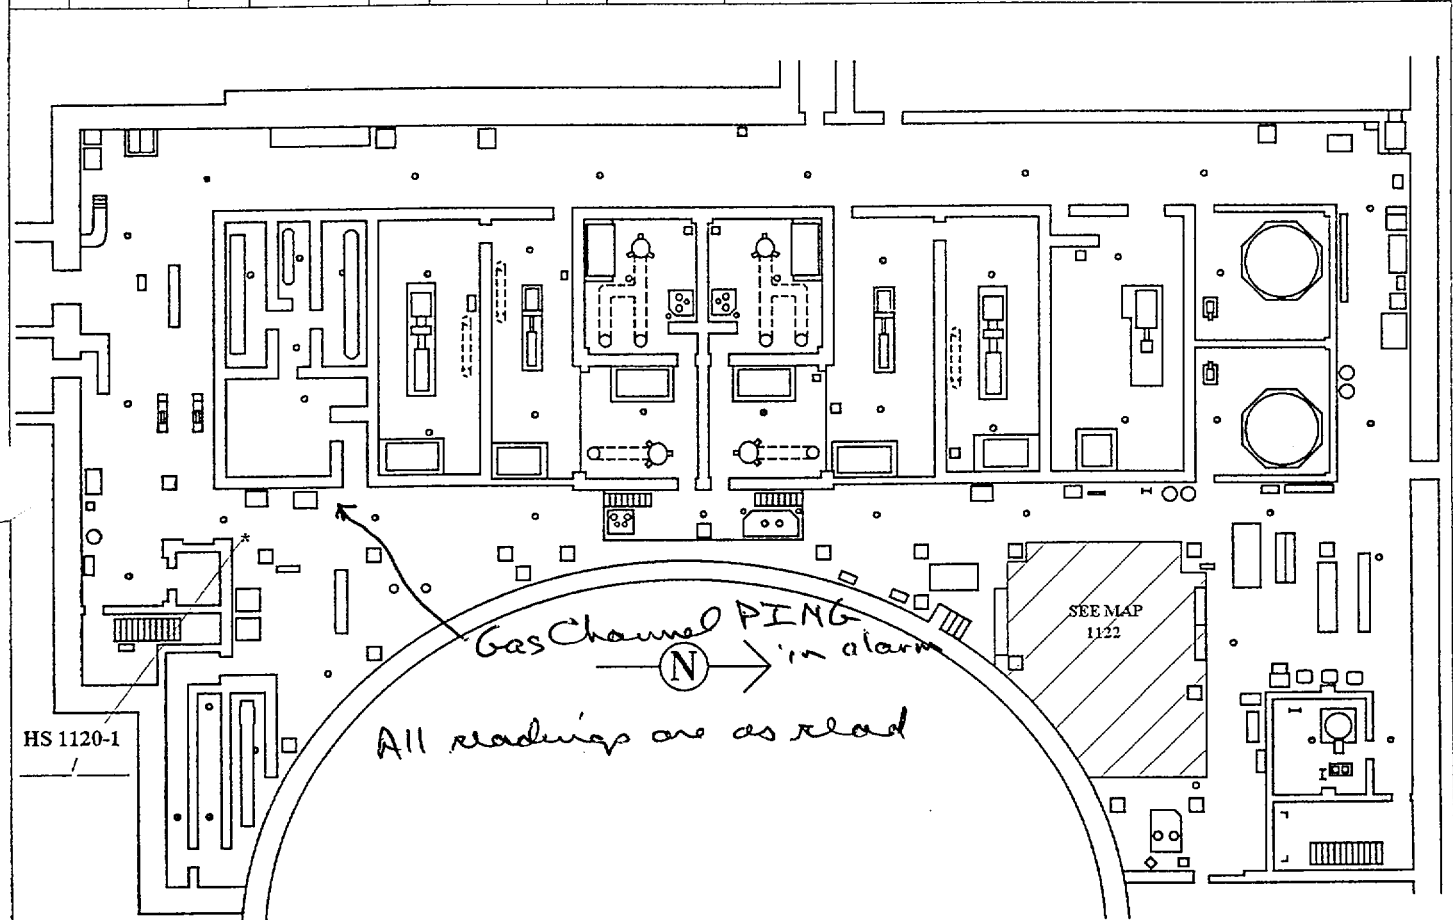 Gas Channel PING
in alarm
SEE MAP
1122
N
All readings are as read
HS 1120-1
/
*